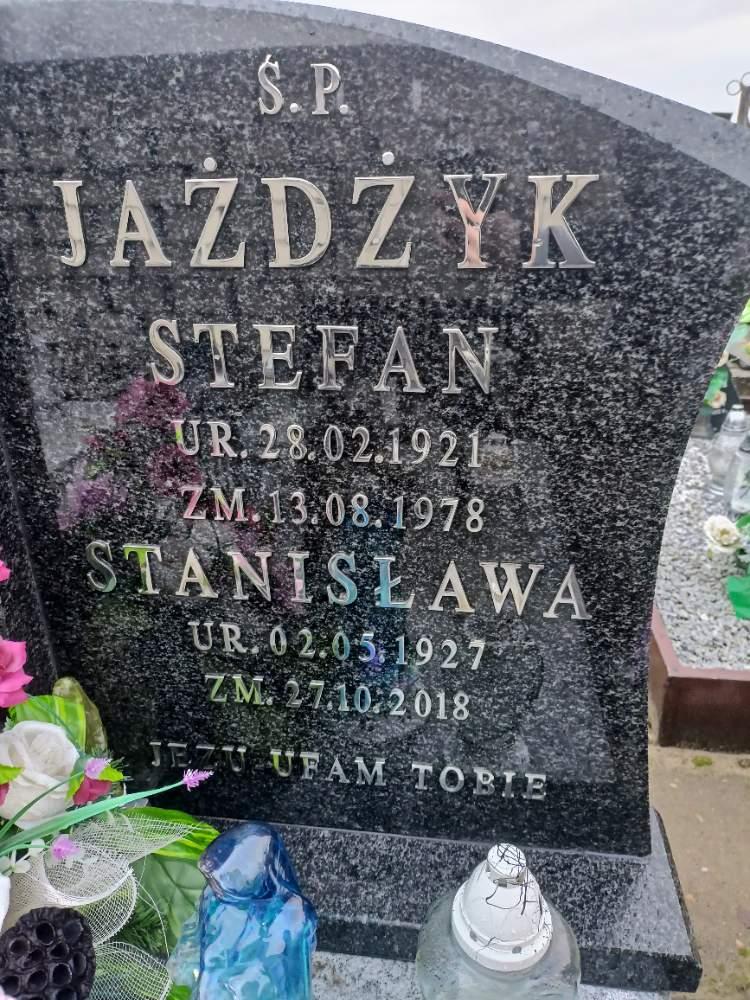 Ś.P.
JAŻDŻYK
STEFAN
UR. 28.02.1921
ZM. 13.08.1978
STANISŁAWA
UR. 02.05.1927
ZM. 27.10.2018
JEZU UFAM TOBIE